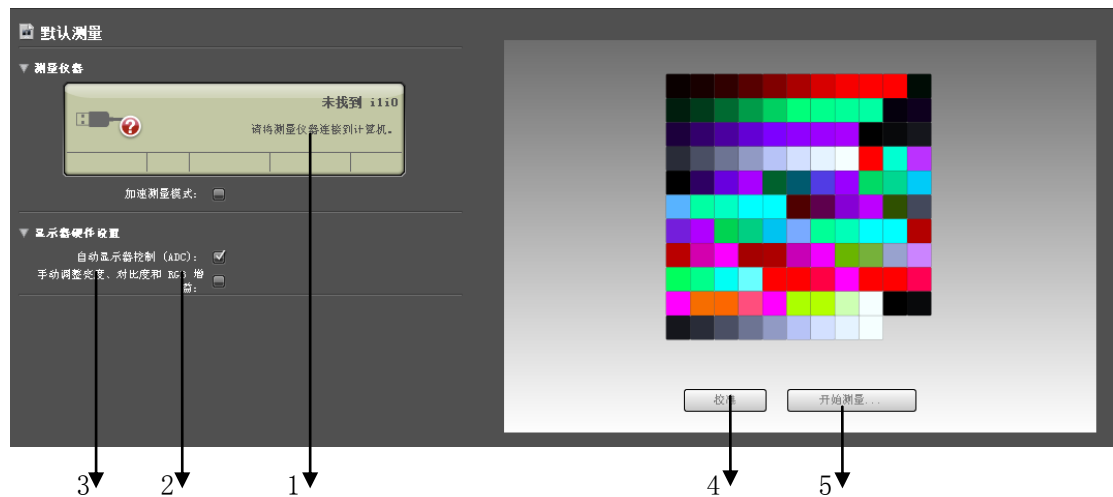 默认测量
测量仪器
未找到 i1iO
请将测量仪器连接到计算机。
加速测量模式:
显示器硬件设置
自动显示器控制 (ADC):
手动调整亮度、对比度和 RGB 增
益:
校准
开始测量...
3 2 1 4 5